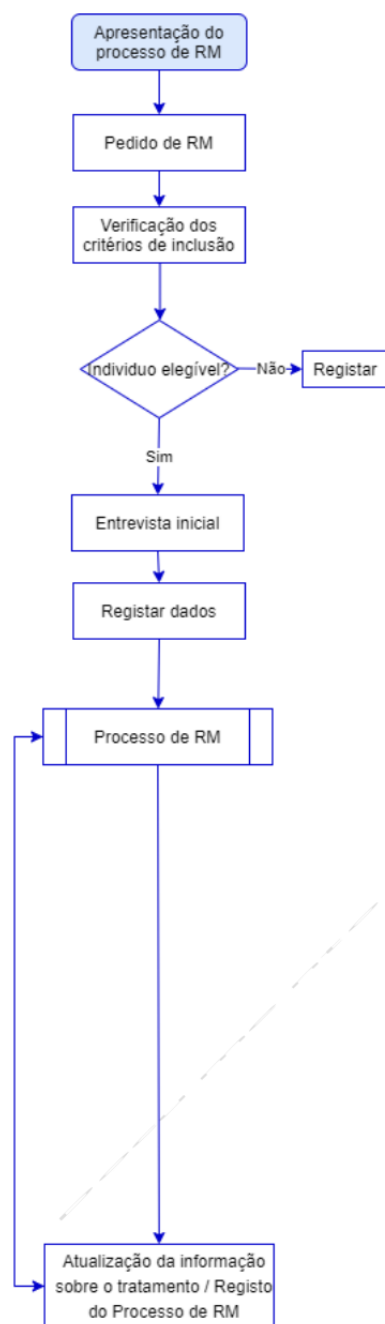 Apresentação do
processo de RM
Pedido de RM
Verificação dos
critérios de inclusão
Individuo elegível?
Não
Registar
Sim
Entrevista inicial
Registar dados
Processo de RM
Atualização da informação
sobre o tratamento / Registo
do Processo de RM